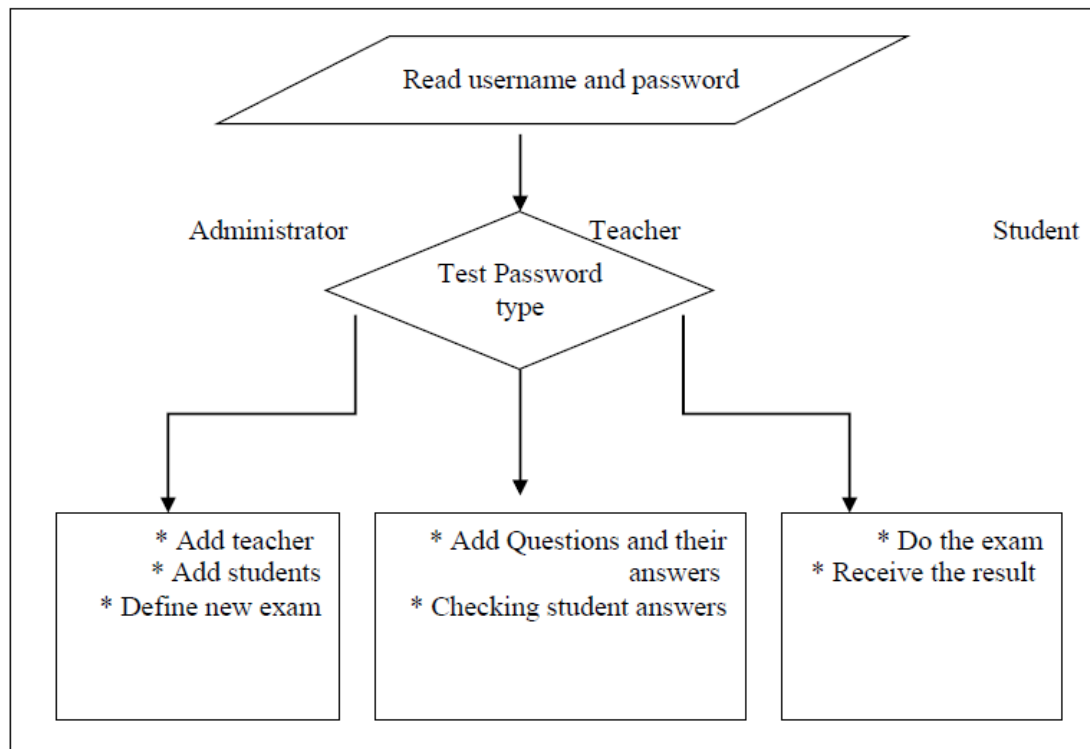 Read username and password
Administrator
Teacher
Student
Test Password
type
* Add teacher
* Add students
* Define new exam
* Add Questions and their
answers
* Checking student answers
* Do the exam
* Receive the result